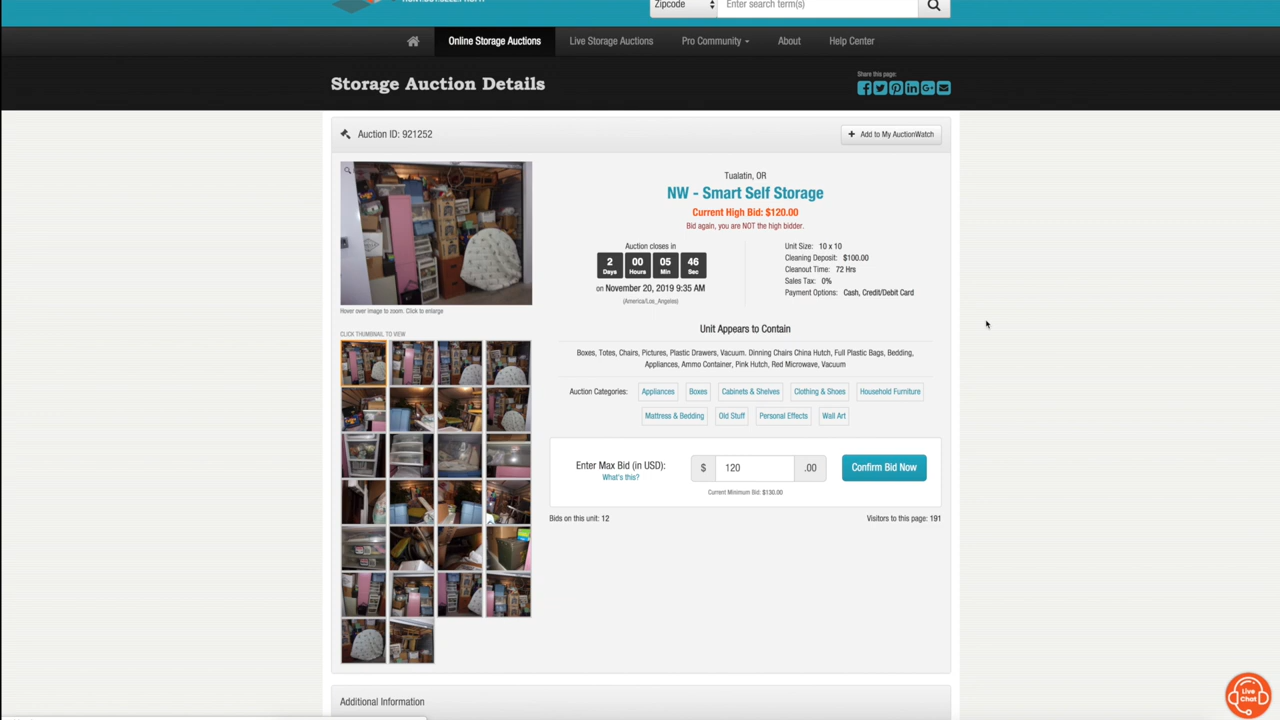 Zipcode Enter search term(s)
Online Storage Auctions Live Storage Auctions Pro Community About Help Center
Storage Auction Details
Share this page:
Auction ID: 921252
+ Add to My AuctionWatch
Tualatin, OR
NW - Smart Self Storage
Current High Bid: $120.00
Bid again, you are NOT the high bidder.
Auction closes in
2 00 05 46
Days Hours Min Sec
on November 20, 2019 9:35 AM
(America/Los_Angeles)
Unit Size: 10 x 10
Cleaning Deposit: $100.00
Cleanout Time: 72 Hrs
Sales Tax: 0%
Payment Options: Cash, Credit/Debit Card
Hover over image to zoom. Click to enlarge
CLICK THUMBNAIL TO VIEW
Unit Appears to Contain
Boxes, Totes, Chairs, Pictures, Plastic Drawers, Vacuum. Dinning Chairs China Hutch, Full Plastic Bags, Bedding,
Appliances, Ammo Container, Pink Hutch, Red Microwave, Vacuum
Auction Categories: Appliances Boxes Cabinets & Shelves Clothing & Shoes Household Furniture
Mattress & Bedding Old Stuff Personal Effects Wall Art
Enter Max Bid (in USD): $ 120 .00 Confirm Bid Now
What's this?
Current Minimum Bid: $130.00
Bids on this unit: 12 Visitors to this page: 191
Additional Information
Live
Chat